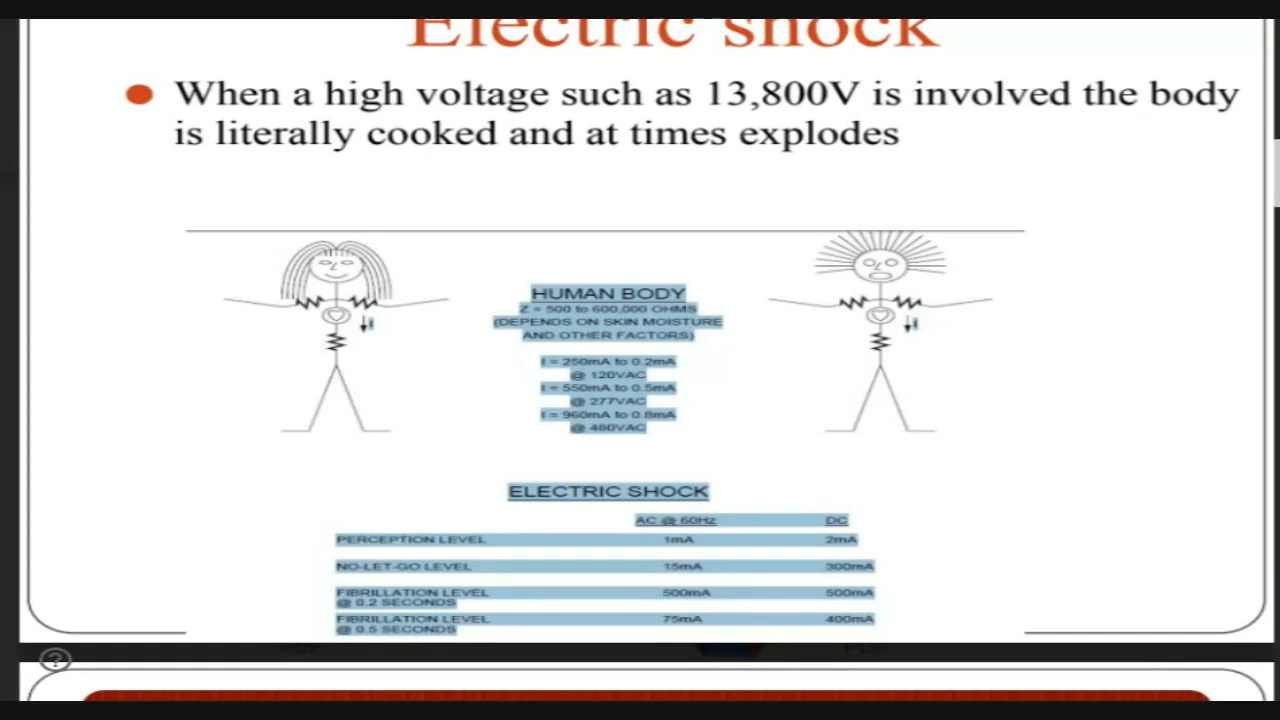 Electric shock
When a high voltage such as 13,800V is involved the body
is literally cooked and at times explodes
HUMAN BODY
Z = 500 to 600,000 OHMS
(DEPENDS ON SKIN MOISTURE
AND OTHER FACTORS)
I = 250mA to 0.2mA
@ 120VAC
I = 550mA to 0.5mA
@ 277VAC
I = 960mA to 0.8mA
@ 480VAC
ELECTRIC SHOCK
AC @ 60Hz DC
PERCEPTION LEVEL 1mA 2mA
NO-LET-GO LEVEL 15mA 300mA
FIBRILLATION LEVEL 500mA 500mA
@ 0.2 SECONDS
FIBRILLATION LEVEL 75mA 400mA
@ 0.5 SECONDS
?